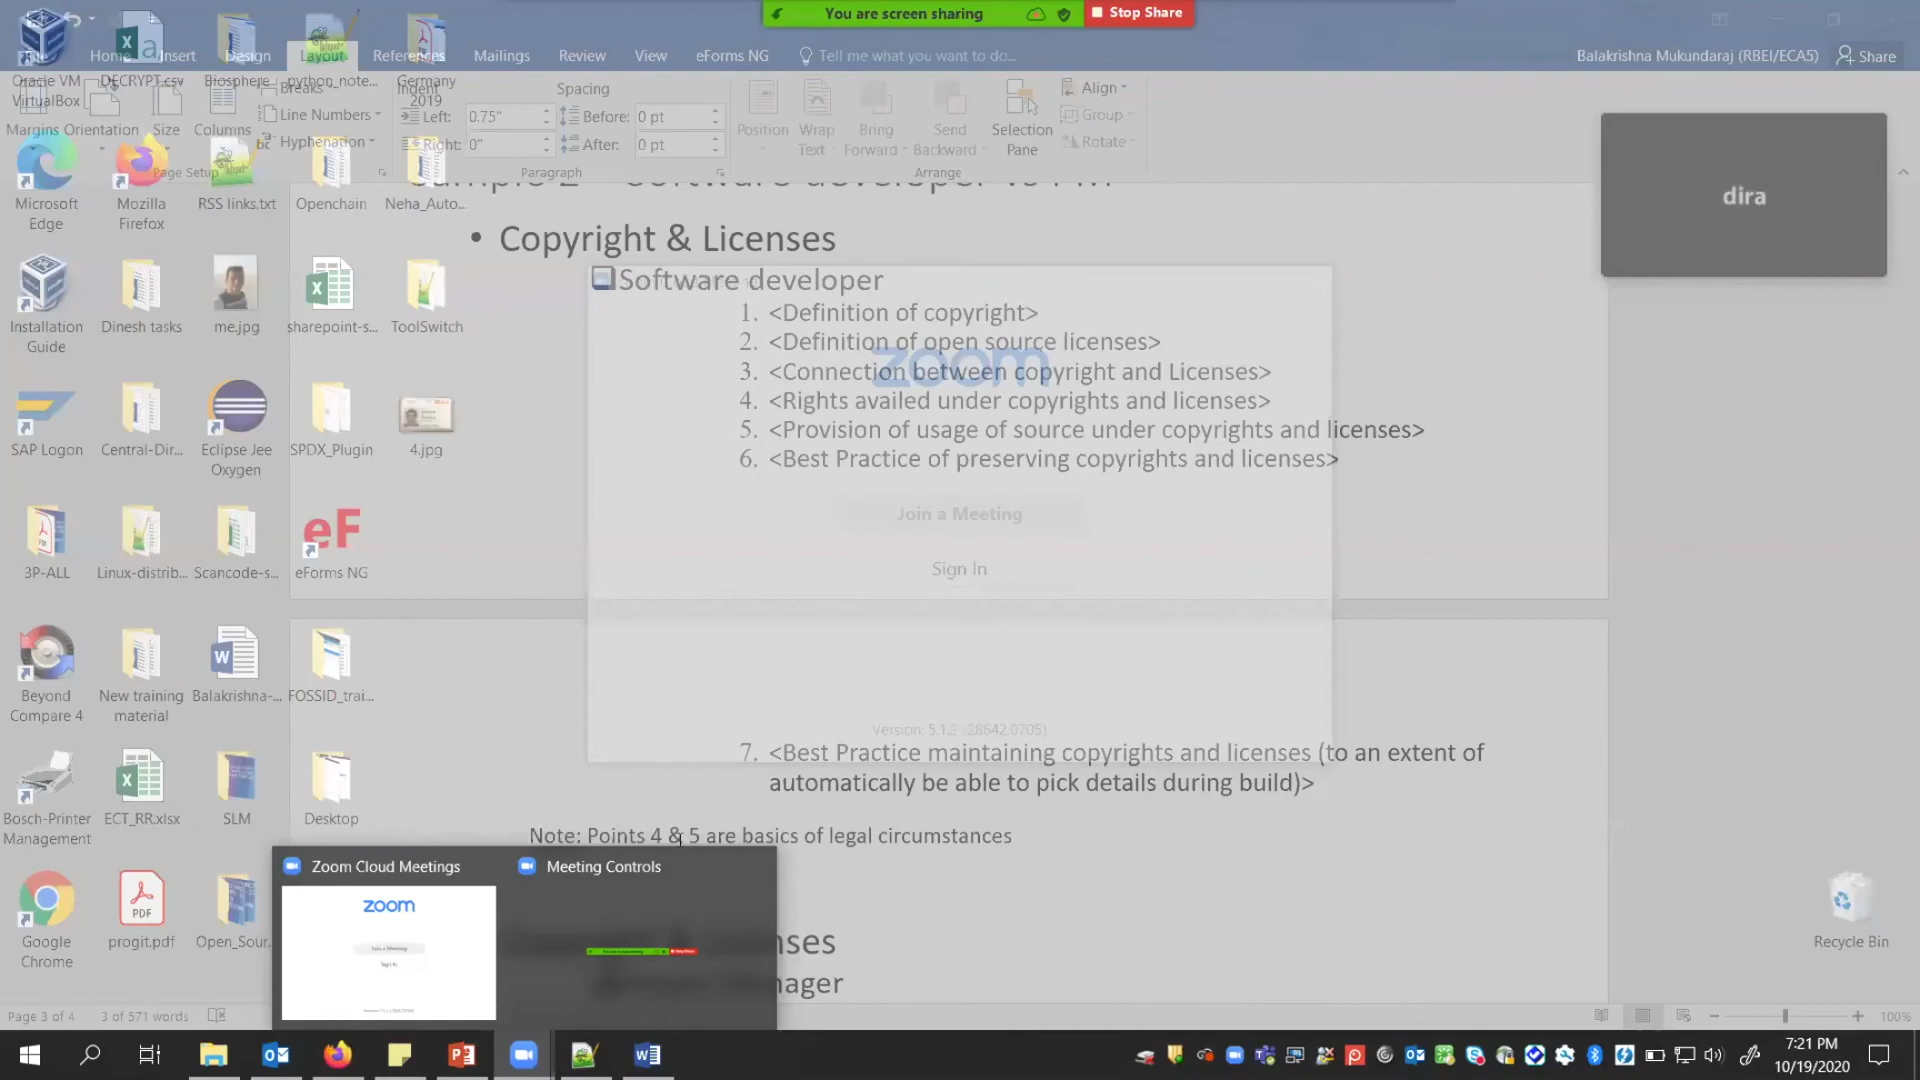 You are screen sharing
Stop Share
File
Home
Insert
Design
Layout
References
Mailings
Review
View
eForms NG
Tell me what you want to do...
Balakrishna Mukundaraj (RBEI/ECA5)
Share
Oracle VM
VirtualBox
DECRYPT.csv
Biosphere
python_note...
Germany
2019
Breaks
Indent
Spacing
Line Numbers
Left: 0.75"
Before: 0 pt
Hyphenation
Right: 0"
After: 0 pt
Margins
Orientation
Size
Columns
Position
Wrap
Text
Bring
Forward
Send
Backward
Selection
Pane
Align
Group
Rotate
Page Setup
Paragraph
Arrange
Microsoft
Edge
Mozilla
Firefox
RSS links.txt
Openchain
Neha_Auto...
dira
• Copyright & Licenses
Software developer
1. <Definition of copyright>
2. <Definition of open source licenses>
3. <Connection between copyright and Licenses>
4. <Rights availed under copyrights and licenses>
5. <Provision of usage of source under copyrights and licenses>
6. <Best Practice of preserving copyrights and licenses>
zoom
Join a Meeting
Sign In
Installation
Guide
Dinesh tasks
me.jpg
sharepoint-s...
ToolSwitch
SAP Logon
Central-Dir...
Eclipse Jee
Oxygen
SPDX_Plugin
4.jpg
3P-ALL
Linux-distrib...
Scancode-s...
eF
eForms NG
Beyond
Compare 4
New training
material
Balakrishna-...
FOSSID_trai...
7. <Best Practice maintaining copyrights and licenses (to an extent of
automatically be able to pick details during build)>
Note: Points 4 & 5 are basics of legal circumstances
Bosch-Printer
Management
ECT_RR.xlsx
SLM
Desktop
Google
Chrome
PDF
progit.pdf
Open_Sour...
Zoom Cloud Meetings
Meeting Controls
zoom
Join a Meeting
Sign In
Recycle Bin
Page 3 of 4
3 of 571 words
100%
7:21 PM
10/19/2020